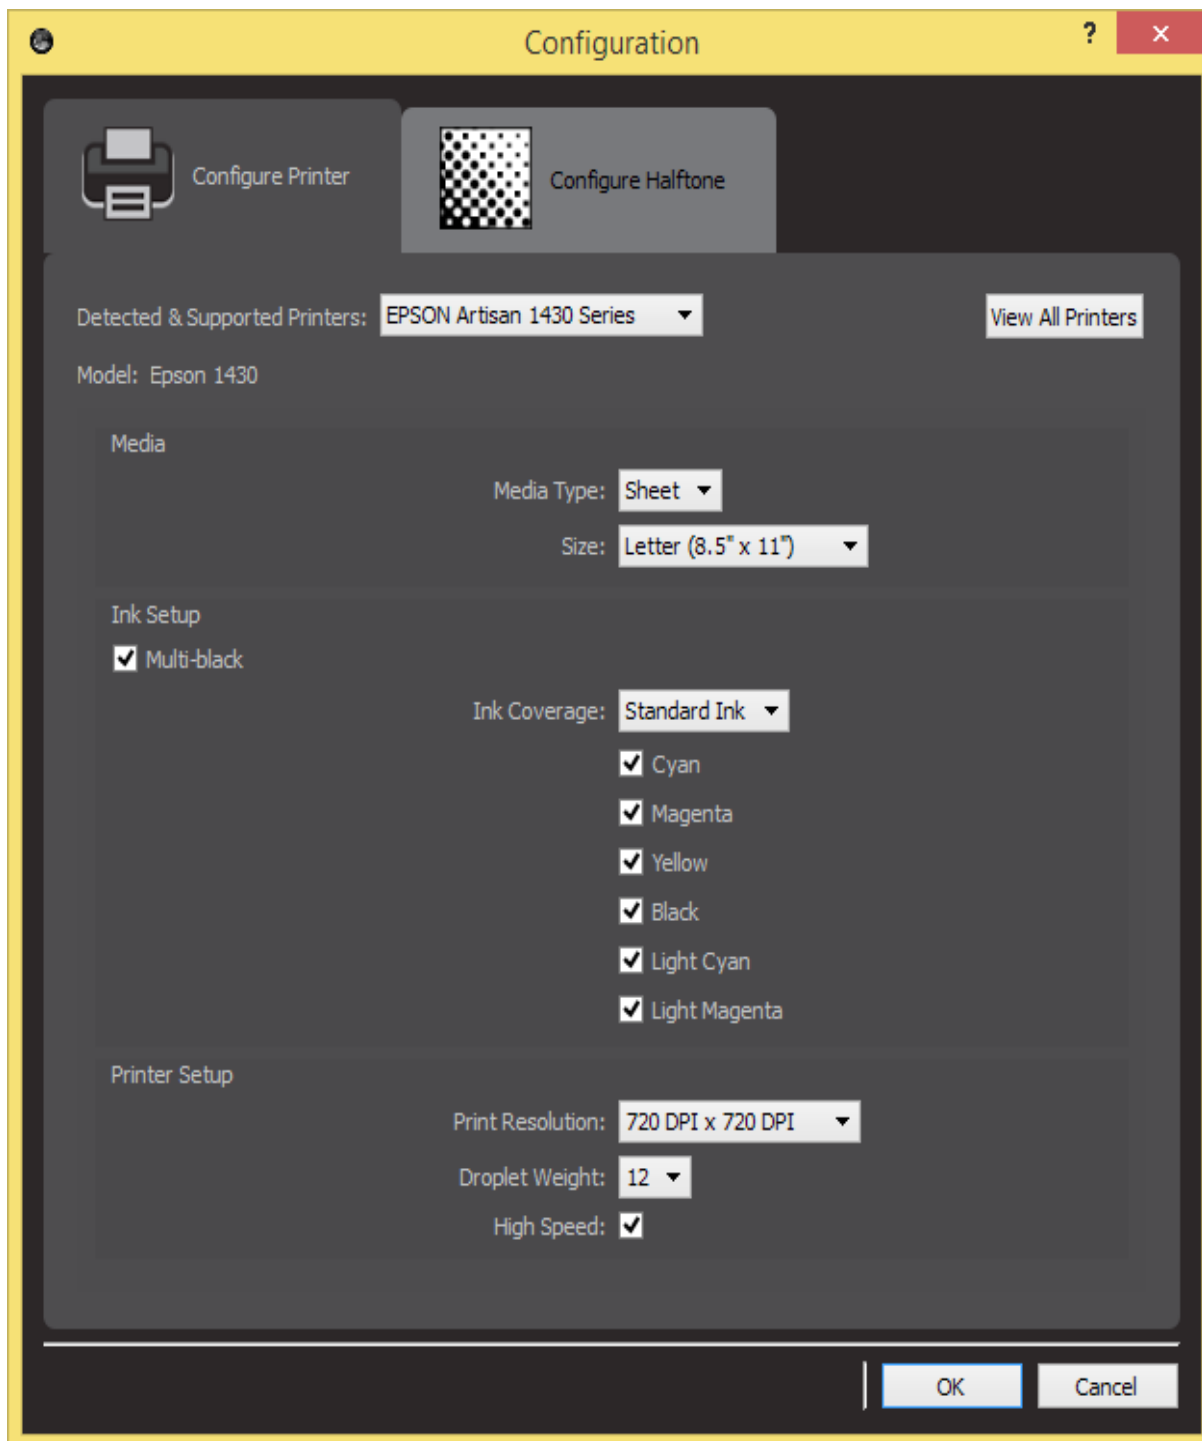 Configuration
?
Configure Printer
Configure Halftone
Detected & Supported Printers: EPSON Artisan 1430 Series View All Printers
Model: Epson 1430
Media
Media Type: Sheet
Size: Letter (8.5" x 11")
Ink Setup
Multi-black
Ink Coverage: Standard Ink
Cyan
Magenta
Yellow
Black
Light Cyan
Light Magenta
Printer Setup
Print Resolution: 720 DPI x 720 DPI
Droplet Weight: 12
High Speed:
OK Cancel